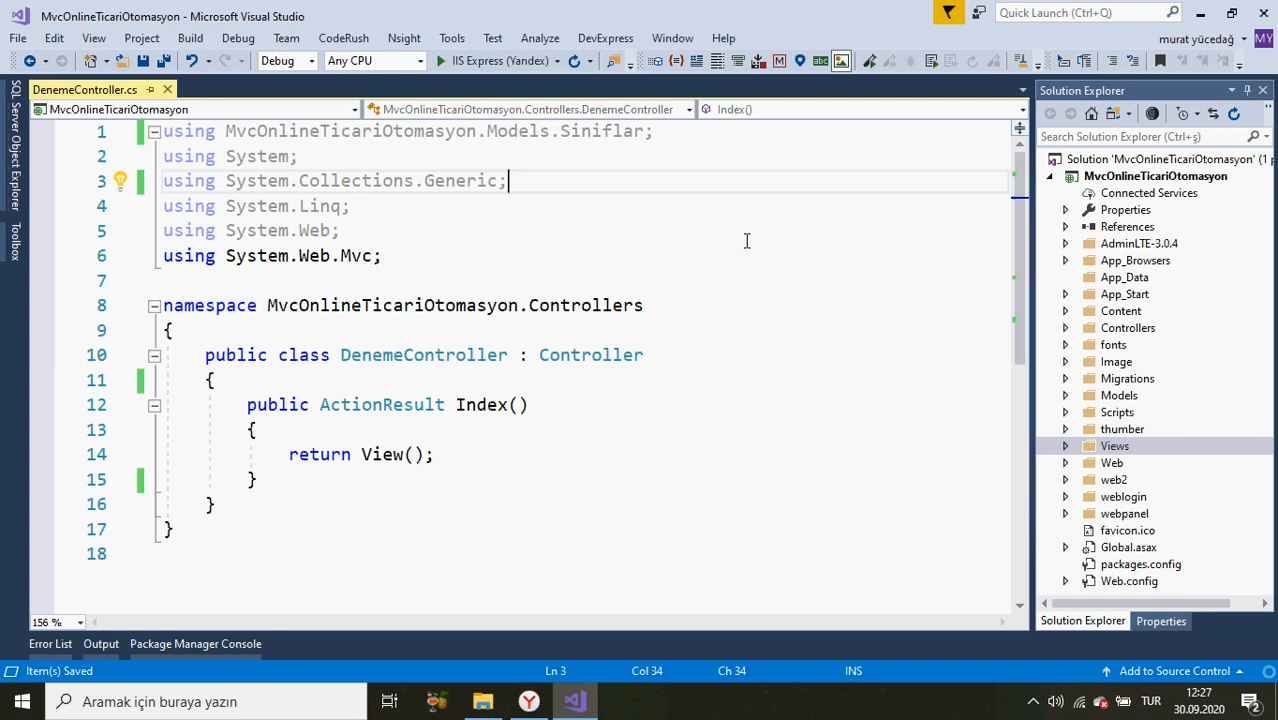 MvcOnlineTicariOtomasyon - Microsoft Visual Studio
Quick Launch (Ctrl+Q)
File Edit View Project Build Debug Team CodeRush Nsight Tools Test Analyze DevExpress Window Help
murat yücedağ MY
Debug Any CPU IIS Express (Yandex)
SQL Server Object Explorer
Toolbox
DenemeController.cs
MvcOnlineTicariOtomasyon MvcOnlineTicariOtomasyon.Controllers.DenemeController Index()
1 using MvcOnlineTicariOtomasyon.Models.Siniflar;
2 using System;
3 using System.Collections.Generic;
4 using System.Linq;
5 using System.Web;
6 using System.Web.Mvc;
7
8 namespace MvcOnlineTicariOtomasyon.Controllers
9 {
10 public class DenemeController : Controller
11 {
12 public ActionResult Index()
13 {
14 return View();
15 }
16 }
17 }
18
156 %
Solution Explorer
Search Solution Explorer (Ctrl+ş)
Solution 'MvcOnlineTicariOtomasyon' (1 p
MvcOnlineTicariOtomasyon
Connected Services
Properties
References
AdminLTE-3.0.4
App_Browsers
App_Data
App_Start
Content
Controllers
fonts
Image
Migrations
Models
Scripts
thumber
Views
Web
web2
weblogin
webpanel
favicon.ico
Global.asax
packages.config
Web.config
Solution Explorer Properties
Error List Output Package Manager Console
Item(s) Saved Ln 3 Col 34 Ch 34 INS Add to Source Control
Aramak için buraya yazın
TUR
12:27
30.09.2020
2